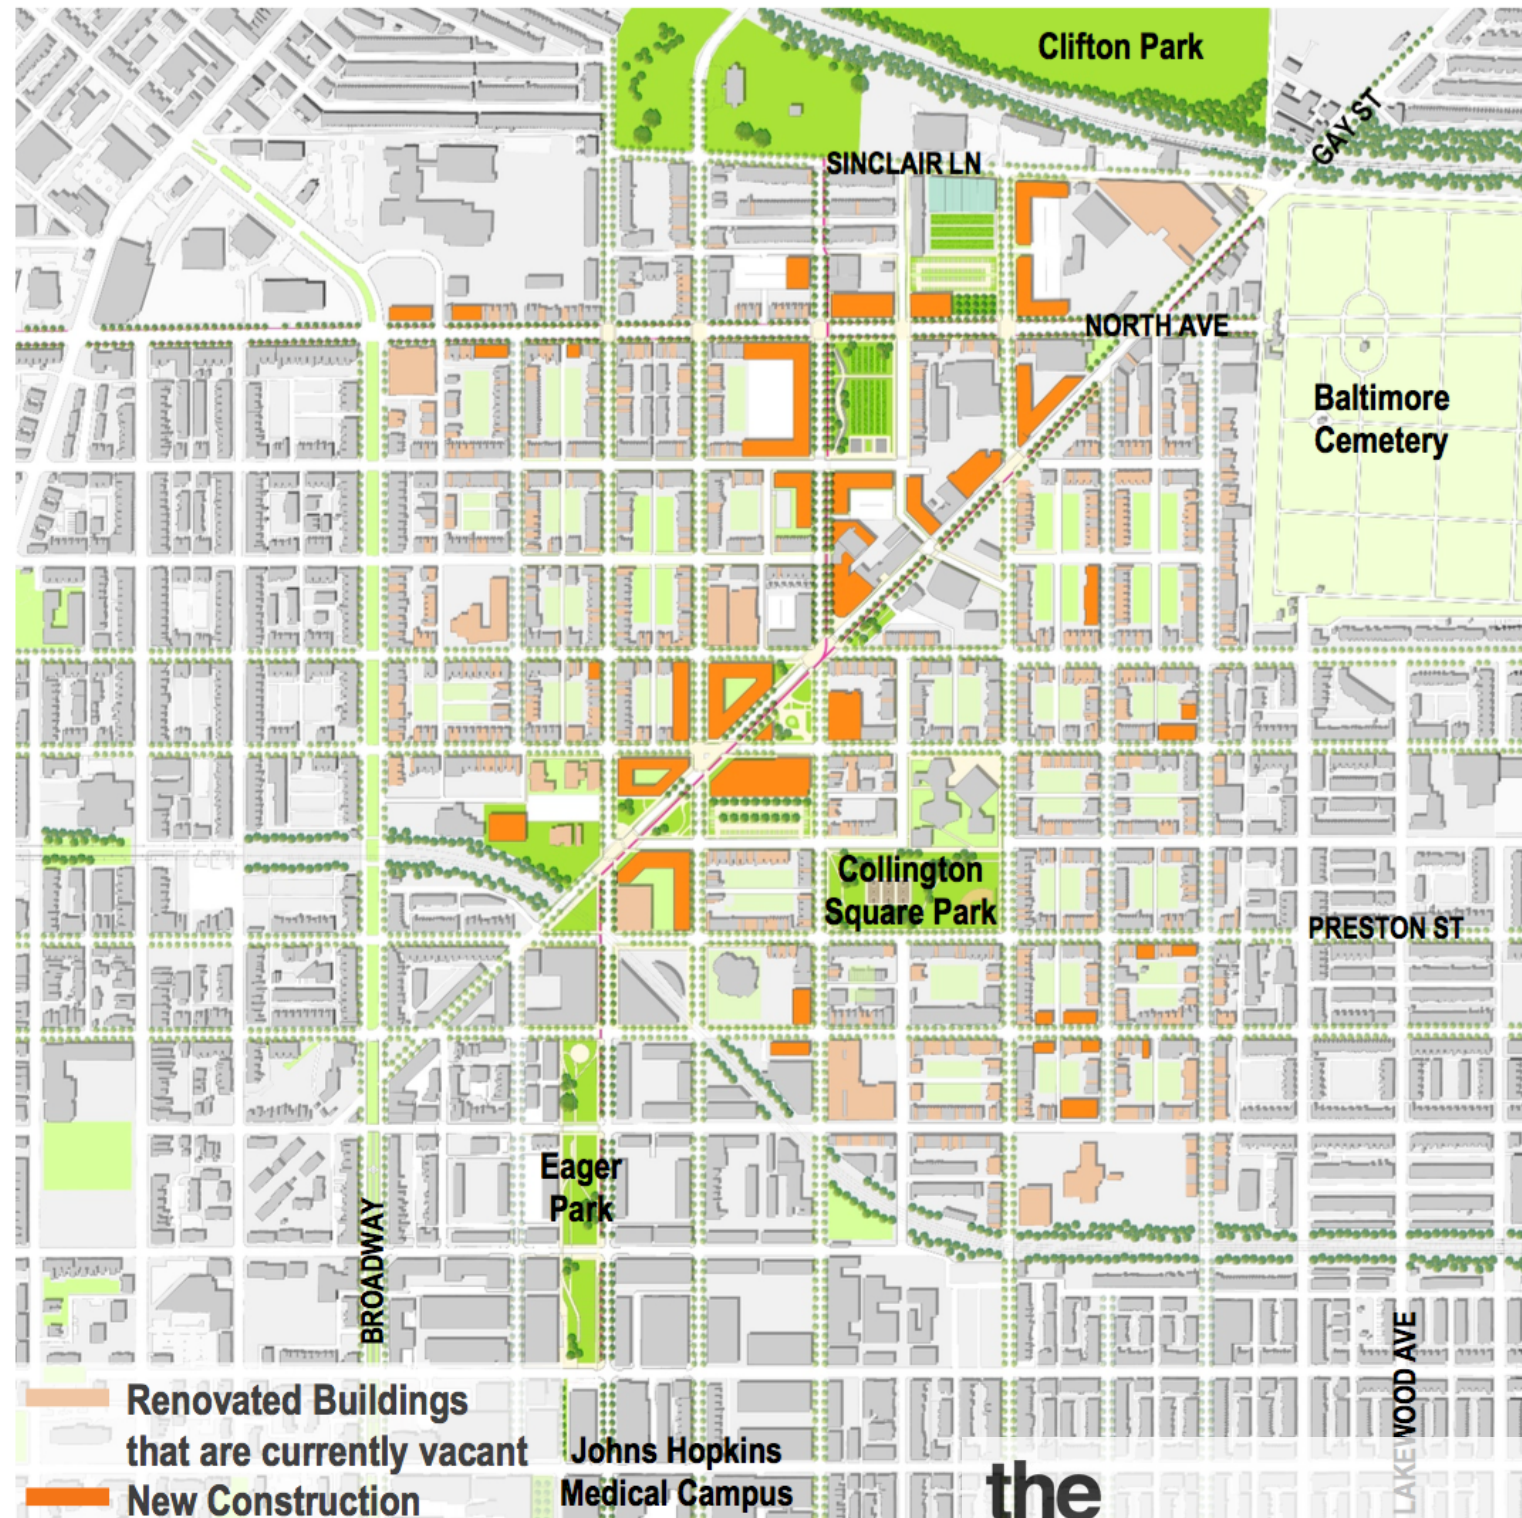 Clifton Park
GAY ST
SINCLAIR LN
NORTH AVE
Baltimore
Cemetery
Collington
Square Park
PRESTON ST
Eager
Park
BROADWAY
LAKEWOOD AVE
Renovated Buildings
that are currently vacant
New Construction
Johns Hopkins
Medical Campus
the